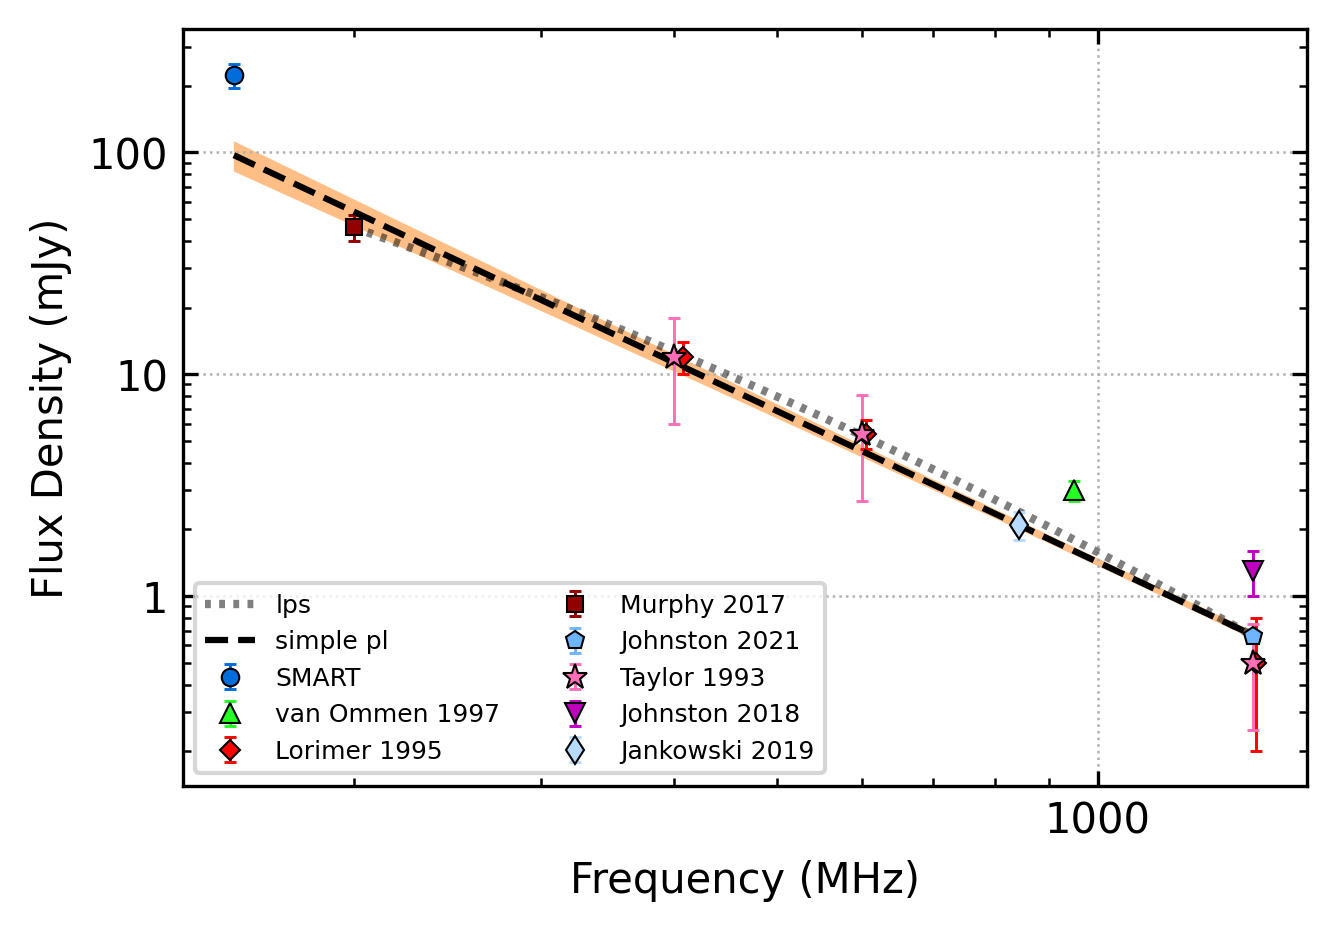 Flux Density (mJy)
100
10
1
lps
simple pl
SMART
van Ommen 1997
Lorimer 1995
Murphy 2017
Johnston 2021
Taylor 1993
Johnston 2018
Jankowski 2019
1000
Frequency (MHz)